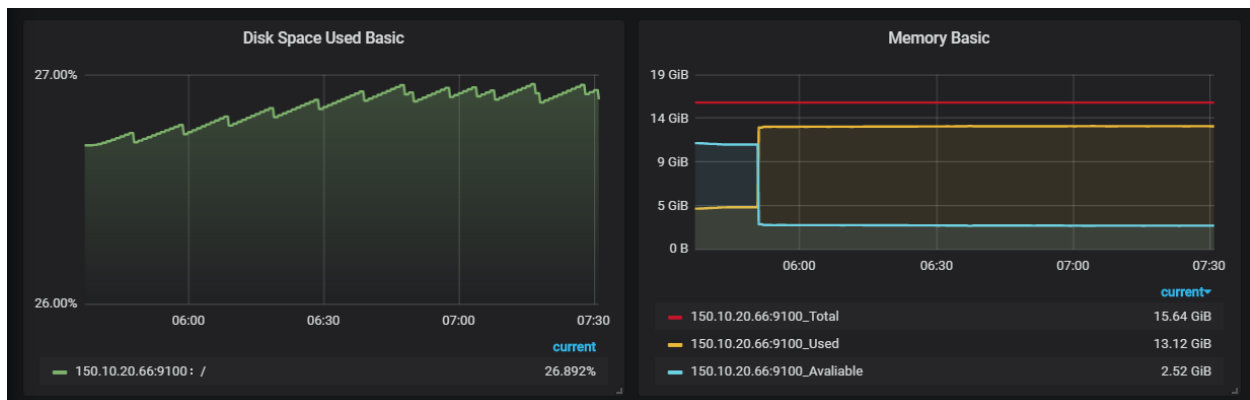 Disk Space Used Basic
27.00%
26.00%
06:00 06:30 07:00 07:30
current
150.10.20.66:9100: / 26.892%
Memory Basic
19 GiB
14 GiB
9 GiB
5 GiB
0 B
06:00 06:30 07:00 07:30
current
150.10.20.66:9100_Total 15.64 GiB
150.10.20.66:9100_Used 13.12 GiB
150.10.20.66:9100_Avaliable 2.52 GiB